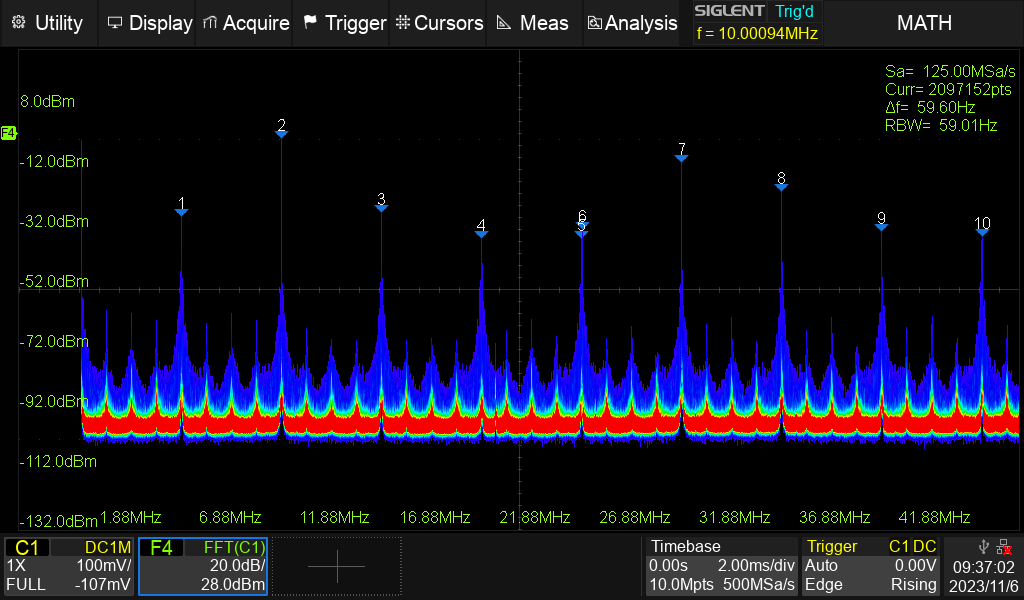 Utility Display Acquire Trigger Cursors Meas Analysis SIGLENT Trig'd MATH
f = 10.00094MHz
Sa= 125.00MSa/s
Curr= 2097152pts
Δf= 59.60Hz
RBW= 59.01Hz
8.0dBm
F4
-12.0dBm
-32.0dBm
-52.0dBm
-72.0dBm
-92.0dBm
-112.0dBm
-132.0dBm
1 2 3 4 6 5 7 8 9 10
1.88MHz 6.88MHz 11.88MHz 16.88MHz 21.88MHz 26.88MHz 31.88MHz 36.88MHz 41.88MHz
C1 DC1M
1X 100mV/
FULL -107mV
F4 FFT(C1)
20.0dB/
28.0dBm
Timebase
0.00s 2.00ms/div
10.0Mpts 500MSa/s
Trigger C1 DC
Auto 0.00V
Edge Rising
09:37:02
2023/11/6